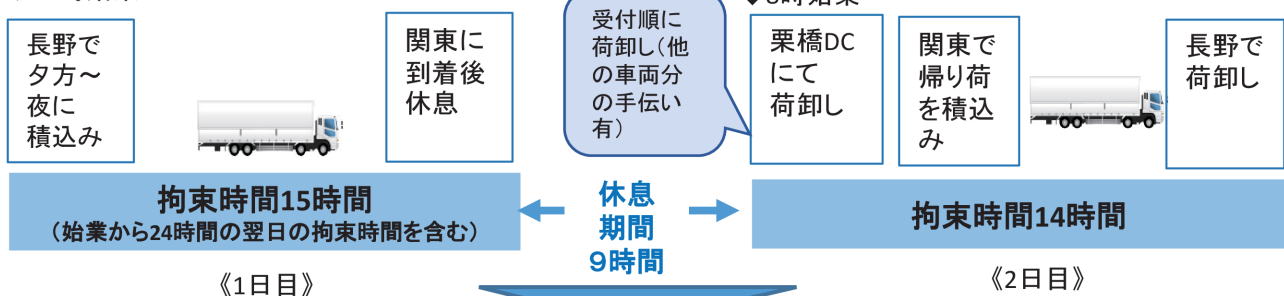 長野で
夕方～
夜に
積込み
関東に
到着後
休息
受付順に
荷卸し（他
の車両分
の手伝い
有）
栗橋DC
にて
荷卸し
関東で
帰り荷
を積込
み
長野で
荷卸し
拘束時間15時間
（始業から24時間の翌日の拘束時間を含む）
休息
期間
９時間
拘束時間14時間
《1日目》
《2日目》